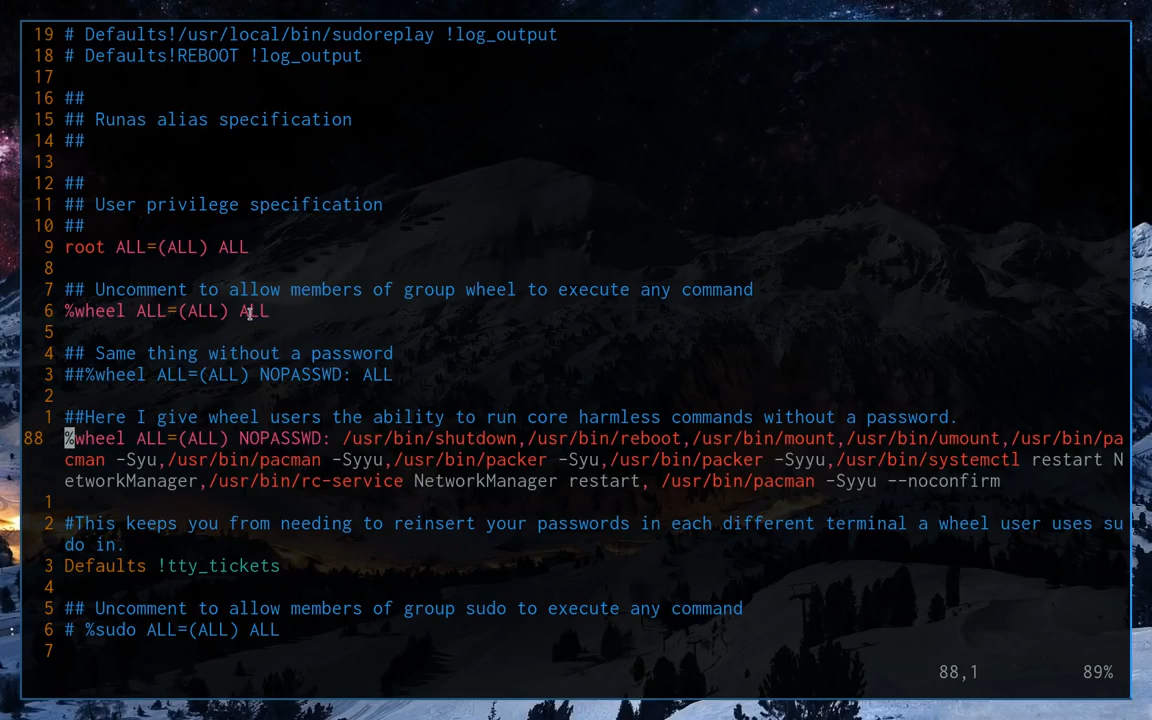 19 # Defaults!/usr/local/bin/sudoreplay !log_output
18 # Defaults!REBOOT !log_output
17
16 ##
15 ## Runas alias specification
14 ##
13
12 ##
11 ## User privilege specification
10 ##
9 root ALL=(ALL) ALL
8
7 ## Uncomment to allow members of group wheel to execute any command
6 %wheel ALL=(ALL) ALL
5
4 ## Same thing without a password
3 ##%wheel ALL=(ALL) NOPASSWD: ALL
2
1 ##Here I give wheel users the ability to run core harmless commands without a password.
88 %wheel ALL=(ALL) NOPASSWD: /usr/bin/shutdown,/usr/bin/reboot,/usr/bin/mount,/usr/bin/umount,/usr/bin/pa
cman -Syu,/usr/bin/pacman -Syyu,/usr/bin/packer -Syu,/usr/bin/packer -Syyu,/usr/bin/systemctl restart N
etworkManager,/usr/bin/rc-service NetworkManager restart, /usr/bin/pacman -Syyu --noconfirm
1
2 #This keeps you from needing to reinsert your passwords in each different terminal a wheel user uses su
do in.
3 Defaults !tty_tickets
4
5 ## Uncomment to allow members of group sudo to execute any command
6 # %sudo ALL=(ALL) ALL
7
88,1 89%